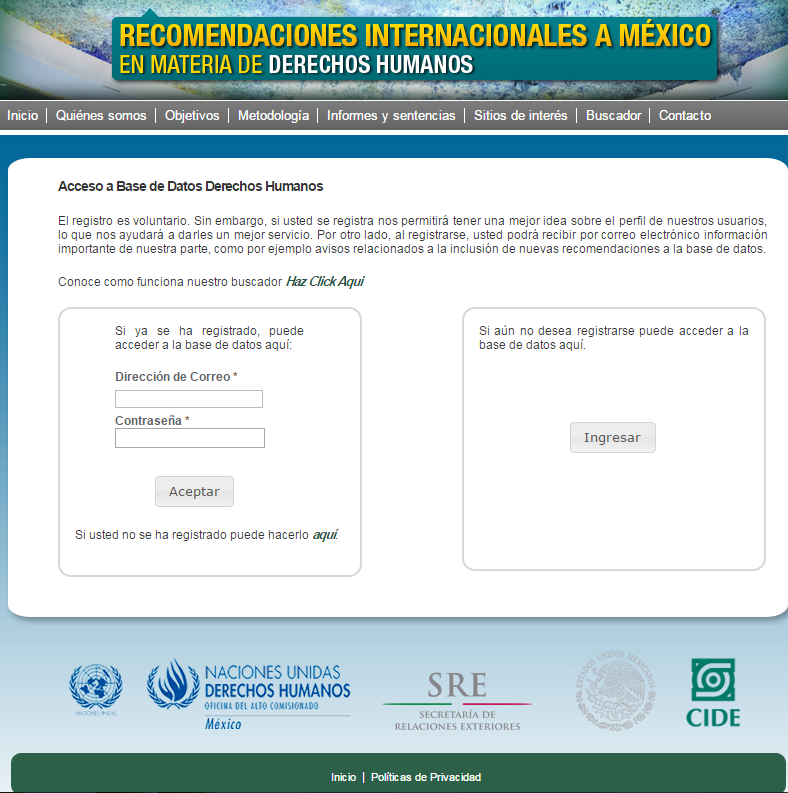 RECOMENDACIONES INTERNACIONALES A MÉXICO
EN MATERIA DE DERECHOS HUMANOS
Inicio | Quiénes somos | Objetivos | Metodología | Informes y sentencias | Sitios de interés | Buscador | Contacto
Acceso a Base de Datos Derechos Humanos
El registro es voluntario. Sin embargo, si usted se registra nos permitirá tener una mejor idea sobre el perfil de nuestros usuarios,
lo que nos ayudará a darles un mejor servicio. Por otro lado, al registrarse, usted podrá recibir por correo electrónico información
importante de nuestra parte, como por ejemplo avisos relacionados a la inclusión de nuevas recomendaciones a la base de datos.
Conoce como funciona nuestro buscador Haz Click Aqui
Si ya se ha registrado, puede
acceder a la base de datos aquí:
Dirección de Correo *
Contraseña *
Aceptar
Si usted no se ha registrado puede hacerlo aquí.
Si aún no desea registrarse puede acceder a la
base de datos aquí.
Ingresar
NACIONES UNIDAS
NACIONES UNIDAS
DERECHOS HUMANOS
OFICINA DEL ALTO COMISIONADO
México
SRE
SECRETARÍA DE
RELACIONES EXTERIORES
ESTADOS UNIDOS MEXICANOS
CIDE
Inicio | Políticas de Privacidad